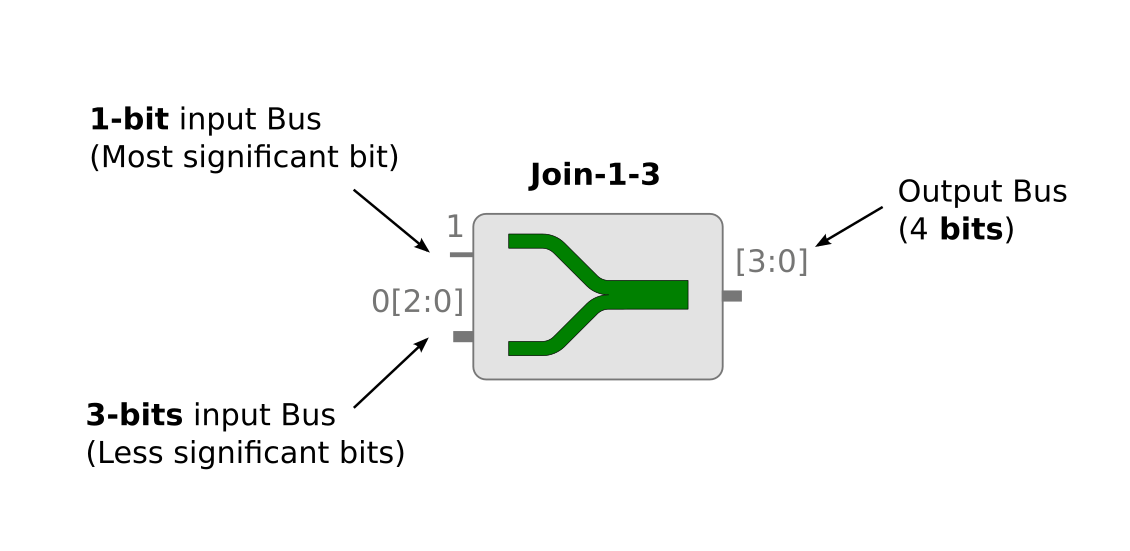 1-bit input Bus
(Most significant bit)
Join-1-3
Output Bus
(4 bits)
1
[3:0]
0[2:0]
3-bits input Bus
(Less significant bits)